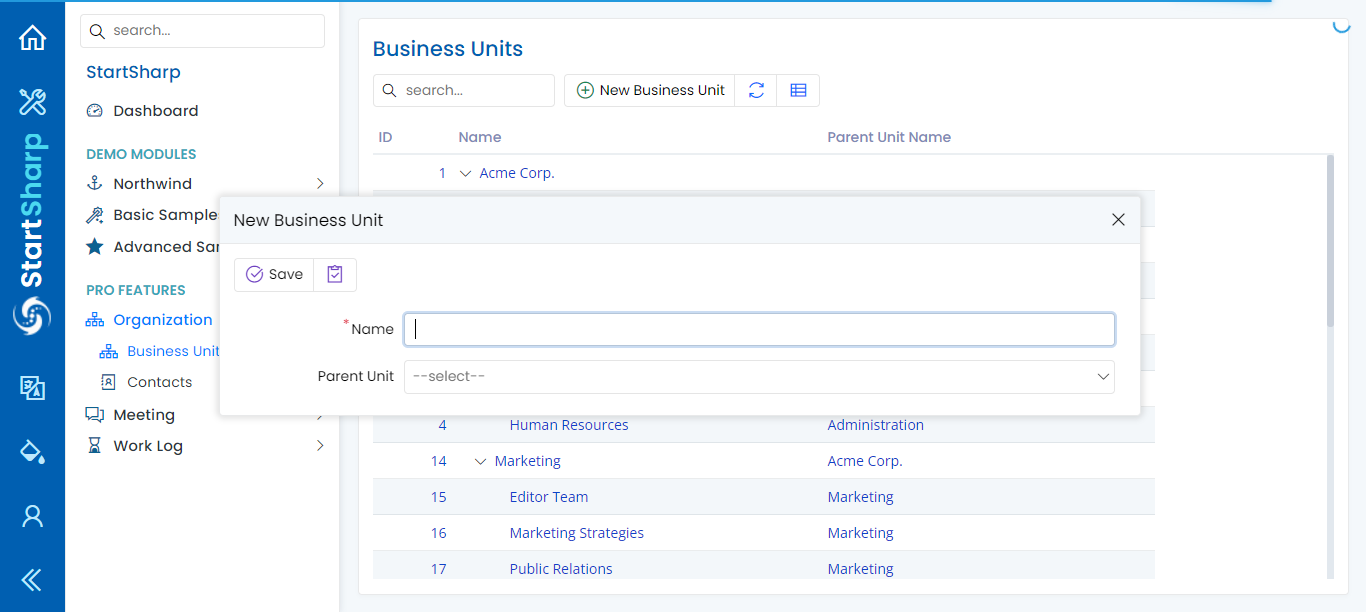 StartSharp
search...
StartSharp
Dashboard
DEMO MODULES
Northwind
Basic Sample
Advanced Sar
PRO FEATURES
Organization
Business Unit
Contacts
Meeting
Work Log
Business Units
search...
New Business Unit
ID Name Parent Unit Name
1 Acme Corp.
New Business Unit
Save
* Name
Parent Unit --select--
4 Human Resources Administration
14 Marketing Acme Corp.
15 Editor Team Marketing
16 Marketing Strategies Marketing
17 Public Relations Marketing